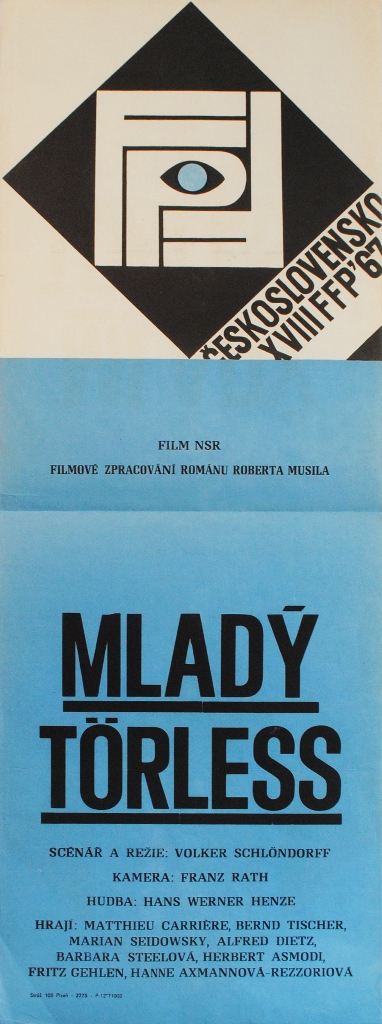 FFP
ČESKOSLOVENSKO
XVIII FFP '67
FILM NSR
FILMOVÉ ZPRACOVÁNÍ ROMÁNU ROBERTA MUSILA
MLADÝ
TÖRLESS
SCÉNÁŘ A REŽIE: VOLKER SCHLÖNDORFF
KAMERA: FRANZ RATH
HUDBA: HANS WERNER HENZE
HRAJÍ: MATTHIEU CARRIÈRE, BERND TISCHER,
MARIAN SEIDOWSKY, ALFRED DIETZ,
BARBARA STEELOVÁ, HERBERT ASMODI,
FRITZ GEHLEN, HANNE AXMANNOVÁ-REZZORIOVÁ